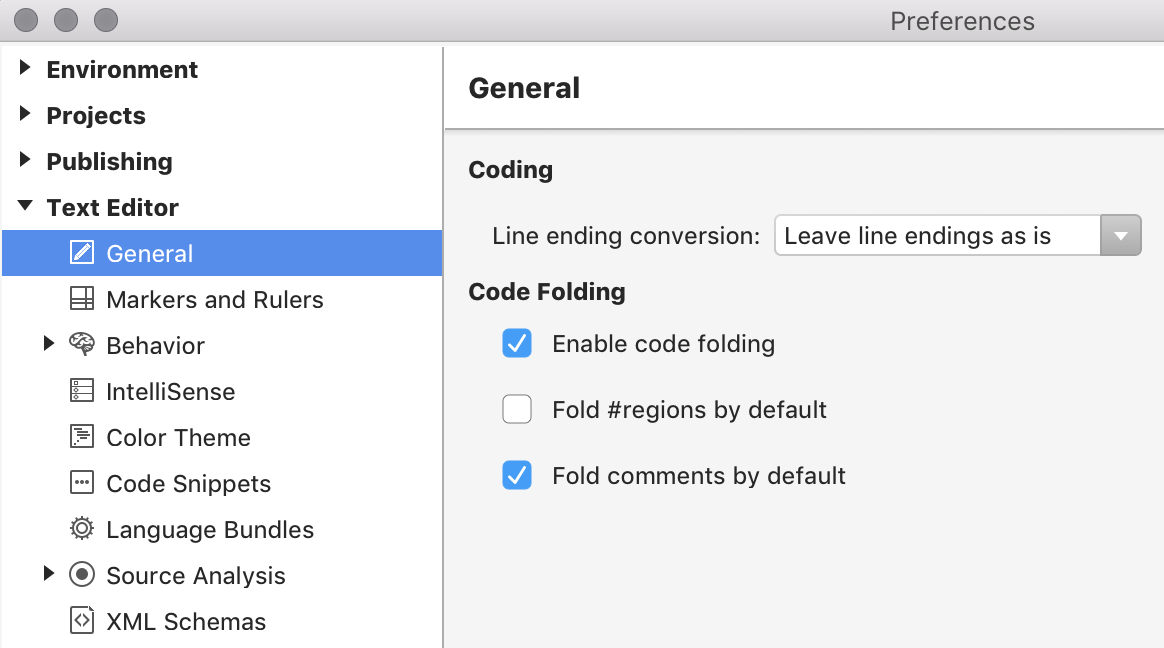 Preferences
Environment
Projects
Publishing
Text Editor
General
Markers and Rulers
Behavior
IntelliSense
Color Theme
Code Snippets
Language Bundles
Source Analysis
XML Schemas
General
Coding
Line ending conversion: Leave line endings as is
Code Folding
Enable code folding
Fold #regions by default
Fold comments by default